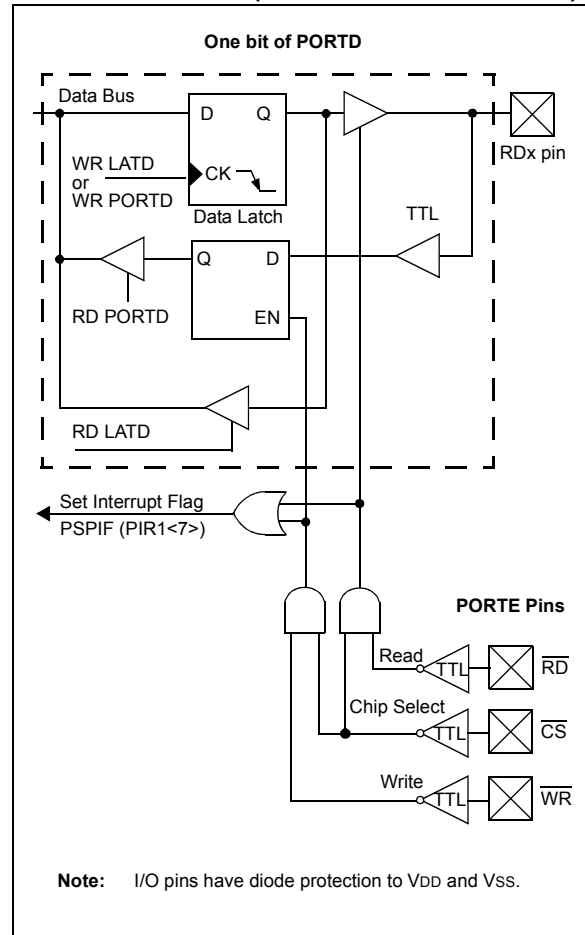 One bit of PORTD
Data Bus
D Q
RDx pin
WR LATD
or
WR PORTD
CK
Data Latch
TTL
Q D
RD PORTD
EN
RD LATD
Set Interrupt Flag
PSPIF (PIR1<7>)
PORTE Pins
Read
TTL
RD
Chip Select
TTL
CS
Write
TTL
WR
Note: I/O pins have diode protection to VDD and VSS.